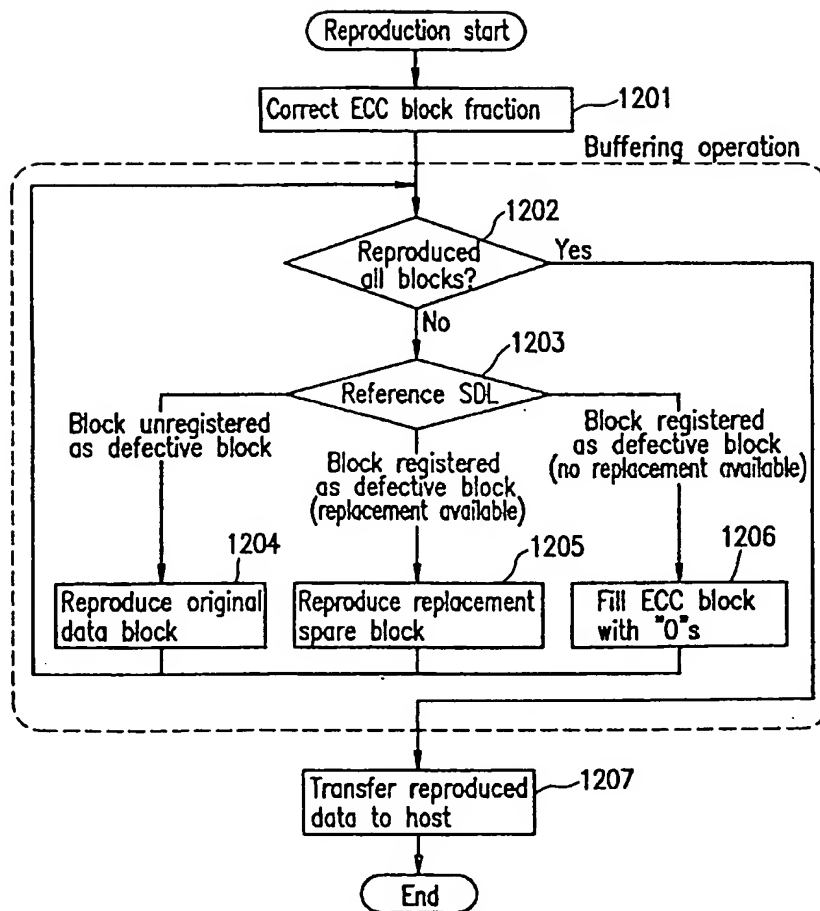 Reproduction start
Correct ECC block fraction
1201
Buffering operation
1202
Reproduced
all blocks?
Yes
No
1203
Reference SDL
Block unregistered
as defective block
Block registered
as defective block
(replacement available)
Block registered
as defective block
(no replacement available)
1204
Reproduce original
data block
1205
Reproduce replacement
spare block
1206
Fill ECC block
with "0"s
Transfer reproduced
data to host
1207
End